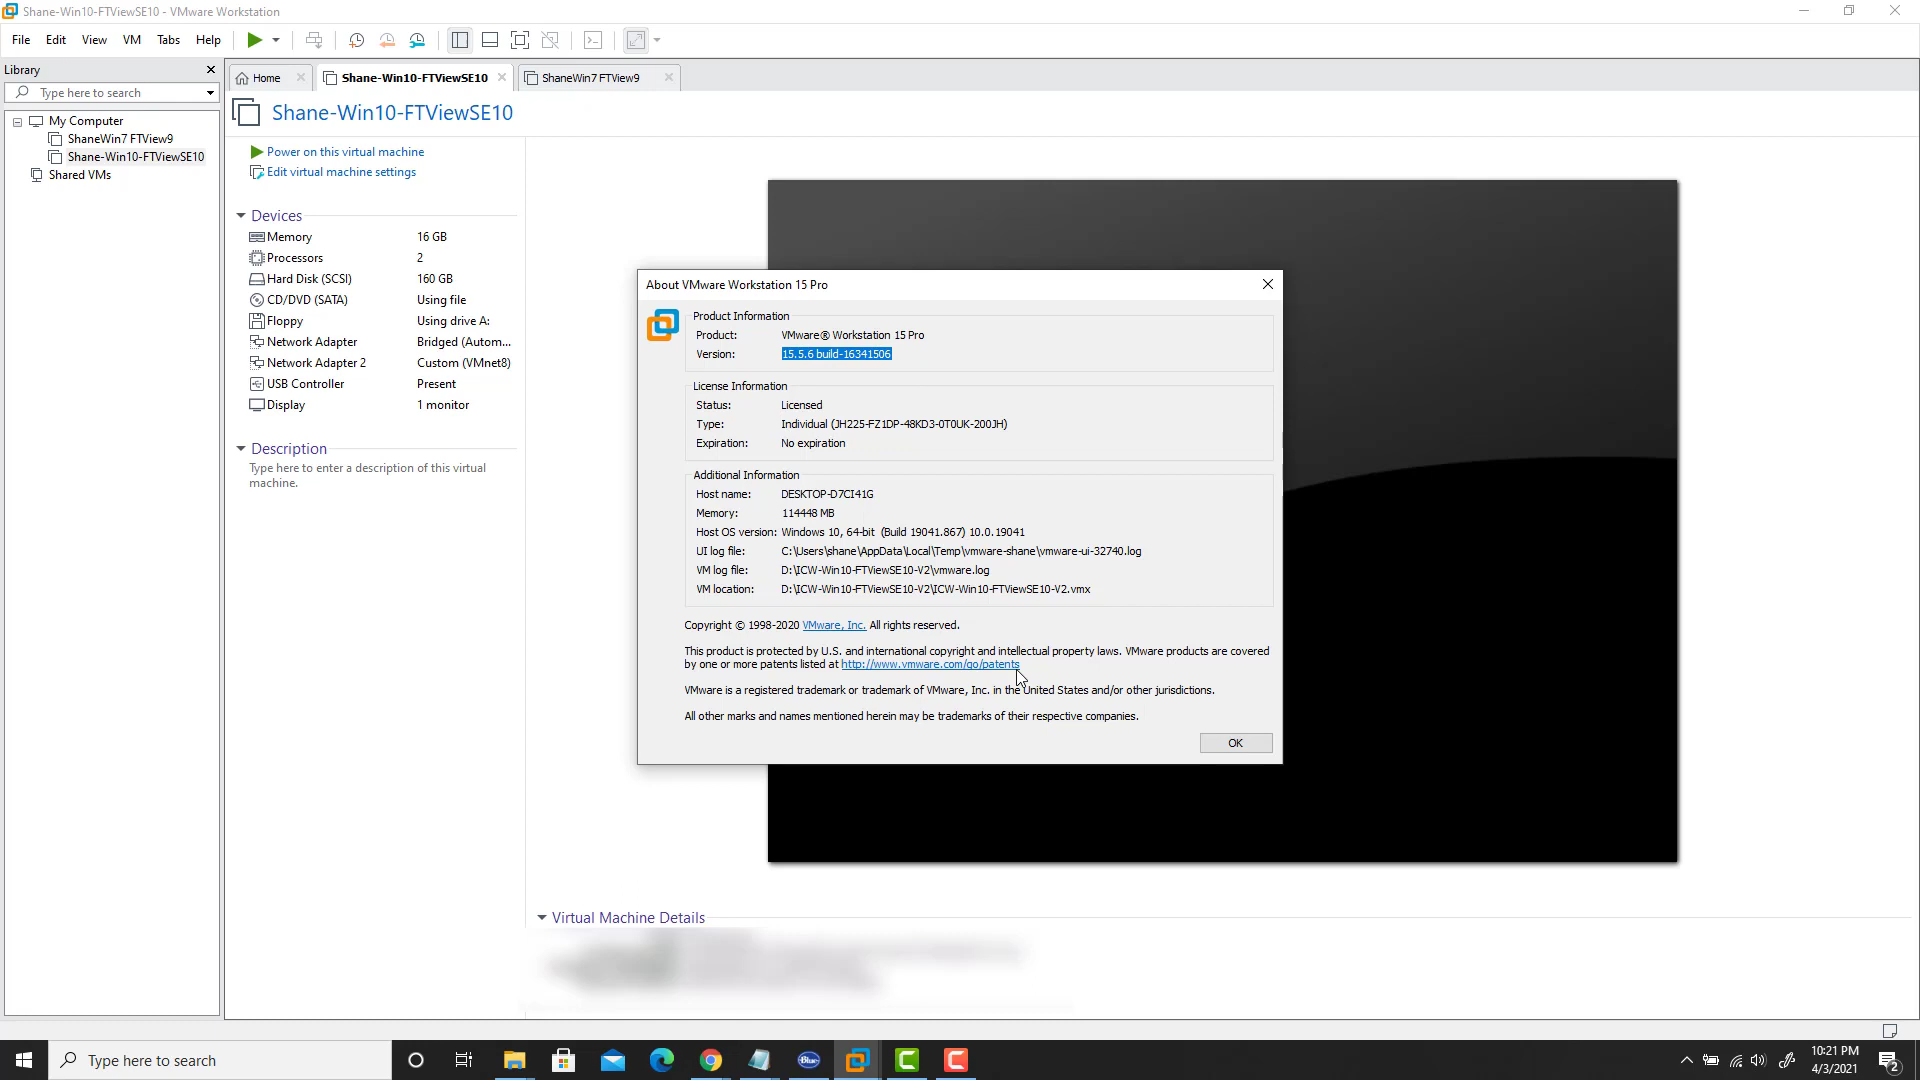 Shane-Win10-FTViewSE10 - VMware Workstation
File Edit View VM Tabs Help
Library
Type here to search
My Computer
ShaneWin7 FTView9
Shane-Win10-FTViewSE10
Shared VMs
Home
Shane-Win10-FTViewSE10
ShaneWin7 FTView9
Shane-Win10-FTViewSE10
Power on this virtual machine
Edit virtual machine settings
Devices
Memory 16 GB
Processors 2
Hard Disk (SCSI) 160 GB
CD/DVD (SATA) Using file
Floppy Using drive A:
Network Adapter Bridged (Autom...
Network Adapter 2 Custom (VMnet8)
USB Controller Present
Display 1 monitor
Description
Type here to enter a description of this virtual
machine.
About VMware Workstation 15 Pro
Product Information
Product: VMware® Workstation 15 Pro
Version: 15.5.6 build-16341506
License Information
Status: Licensed
Type: Individual (JH225-FZ1DP-48KD3-0T0UK-200JH)
Expiration: No expiration
Additional Information
Host name: DESKTOP-D7CI41G
Memory: 114448 MB
Host OS version: Windows 10, 64-bit (Build 19041.867) 10.0.19041
UI log file: C:\Users\shane\AppData\Local\Temp\vmware-shane\vmware-ui-32740.log
VM log file: D:\ICW-Win10-FTViewSE10-V2\vmware.log
VM location: D:\ICW-Win10-FTViewSE10-V2\ICW-Win10-FTViewSE10-V2.vmx
Copyright © 1998-2020 VMware, Inc. All rights reserved.
This product is protected by U.S. and international copyright and intellectual property laws. VMware products are covered
by one or more patents listed at http://www.vmware.com/go/patents
VMware is a registered trademark or trademark of VMware, Inc. in the United States and/or other jurisdictions.
All other marks and names mentioned herein may be trademarks of their respective companies.
OK
Virtual Machine Details
Type here to search
Blue
10:21 PM
4/3/2021
2